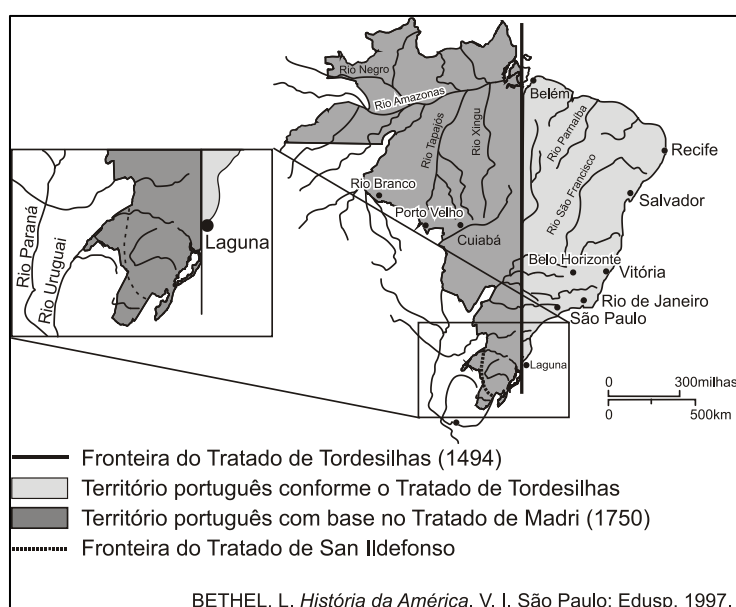 Rio Negro
Rio Amazonas
Belém
Rio Tapajós
Rio Xingu
Rio Parnaíba
Recife
Rio São Francisco
Salvador
Rio Branco
Porto Velho
Cuiabá
Belo Horizonte
Vitória
Rio de Janeiro
São Paulo
Laguna
Rio Paraná
Rio Uruguai
Laguna
0 300milhas
0 500km
Fronteira do Tratado de Tordesilhas (1494)
Território português conforme o Tratado de Tordesilhas
Território português com base no Tratado de Madri (1750)
Fronteira do Tratado de San Ildefonso
BETHEL, L. História da América. V. I. São Paulo: Edusp, 1997.